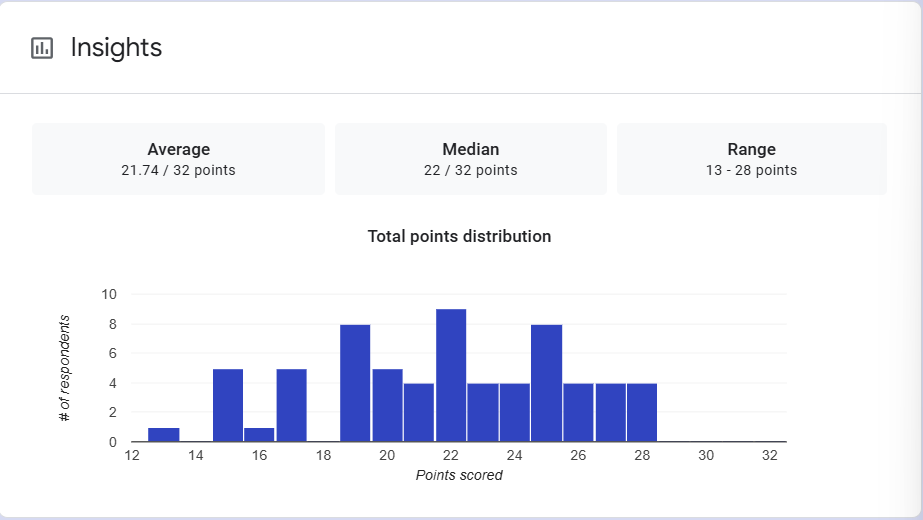 Insights
Average
21.74 / 32 points
Median
22 / 32 points
Range
13 - 28 points
Total points distribution
# of respondents
10
8
6
4
2
0
12 14 16 18 20 22 24 26 28 30 32
Points scored